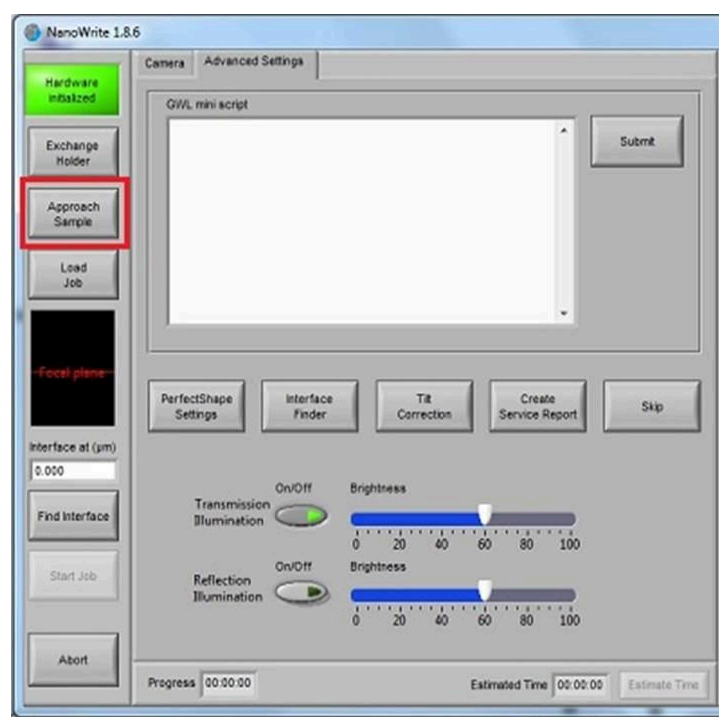 NanoWrite 1.8.6
Camera
Advanced Settings
Hardware
initialized
Exchange
Holder
Approach
Sample
Load
Job
Focal plane
Interface at (µm)
0.000
Find Interface
Start Job
Abort
GWL mini script
Submit
PerfectShape
Settings
Interface
Finder
Tilt
Correction
Create
Service Report
Skip
Transmission
Illumination
On/Off
Brightness
0 20 40 60 80 100
Reflection
Illumination
On/Off
Brightness
0 20 40 60 80 100
Progress 00:00:00
Estimated Time 00:00:00
Estimate Time